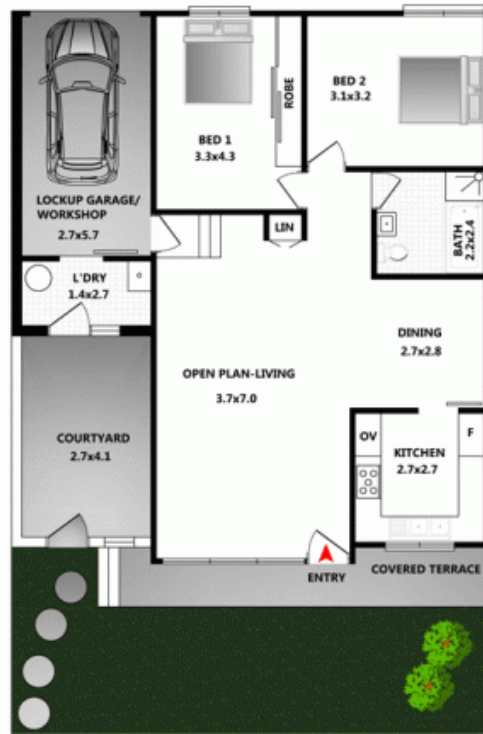 BED 1
3.3x4.3
ROBE
BED 2
3.1x3.2
LOCKUP GARAGE/
WORKSHOP
2.7x5.7
LIN
BATH
2.2x2.4
L'DRY
1.4x2.7
DINING
2.7x2.8
OPEN PLAN-LIVING
3.7x7.0
COURTYARD
2.7x4.1
OV
F
KITCHEN
2.7x2.7
ENTRY
COVERED TERRACE